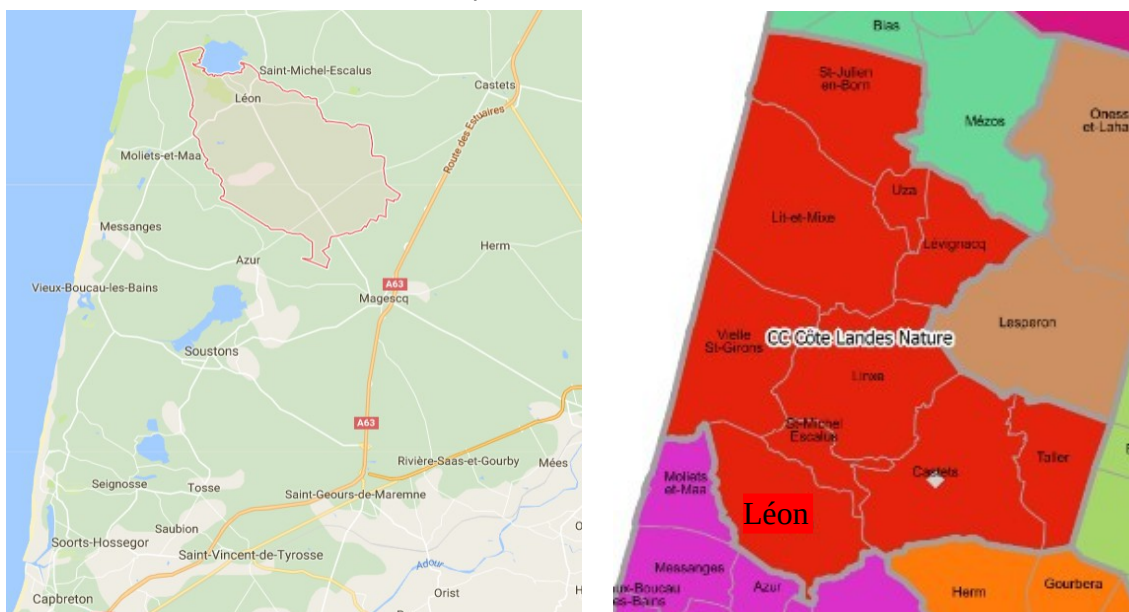 Saint-Michel-Escalus
Castets
Léon
Route des Estuaires
Moliets-et-Maa
Messanges
Herm
Azur
A63
Vieux-Boucau-les-Bains
Magescq
Soustons
A63
Rivière-Saas-et-Gourby
Mées
Seignosse
Tosse
Saint-Geours-de-Maremne
Saubion
Soorts-Hossegor
Saint-Vincent-de-Tyrosse
Adour
Orist
Capbreton
H
Bias
St-Julien
en-Born
Mézos
Oness
et-Laha
Uza
Lit-et-Mixe
Lévignacq
Lesperon
Vielle
St-Girons
CC Côte Landes Nature
Linxe
St-Michel
Escalus
Castets
Taller
Moliets
et-Maa
Léon
Messanges
Azur
ux-Boucau
es-Bains
Herm
Gourbera